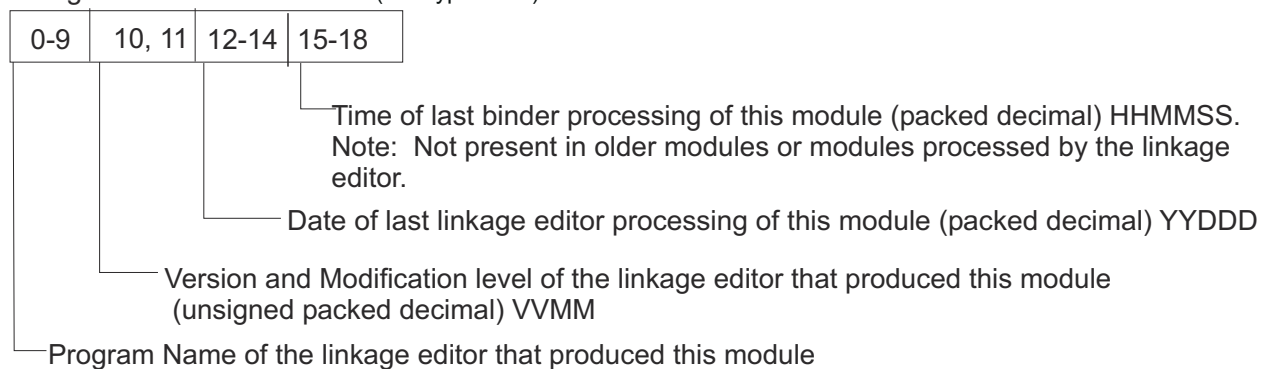 0-9 10, 11 12-14 15-18
Time of last binder processing of this module (packed decimal) HHMMSS.
Note: Not present in older modules or modules processed by the linkage
editor.
Date of last linkage editor processing of this module (packed decimal) YYDDD
Version and Modification level of the linkage editor that produced this module
(unsigned packed decimal) VVMM
Program Name of the linkage editor that produced this module